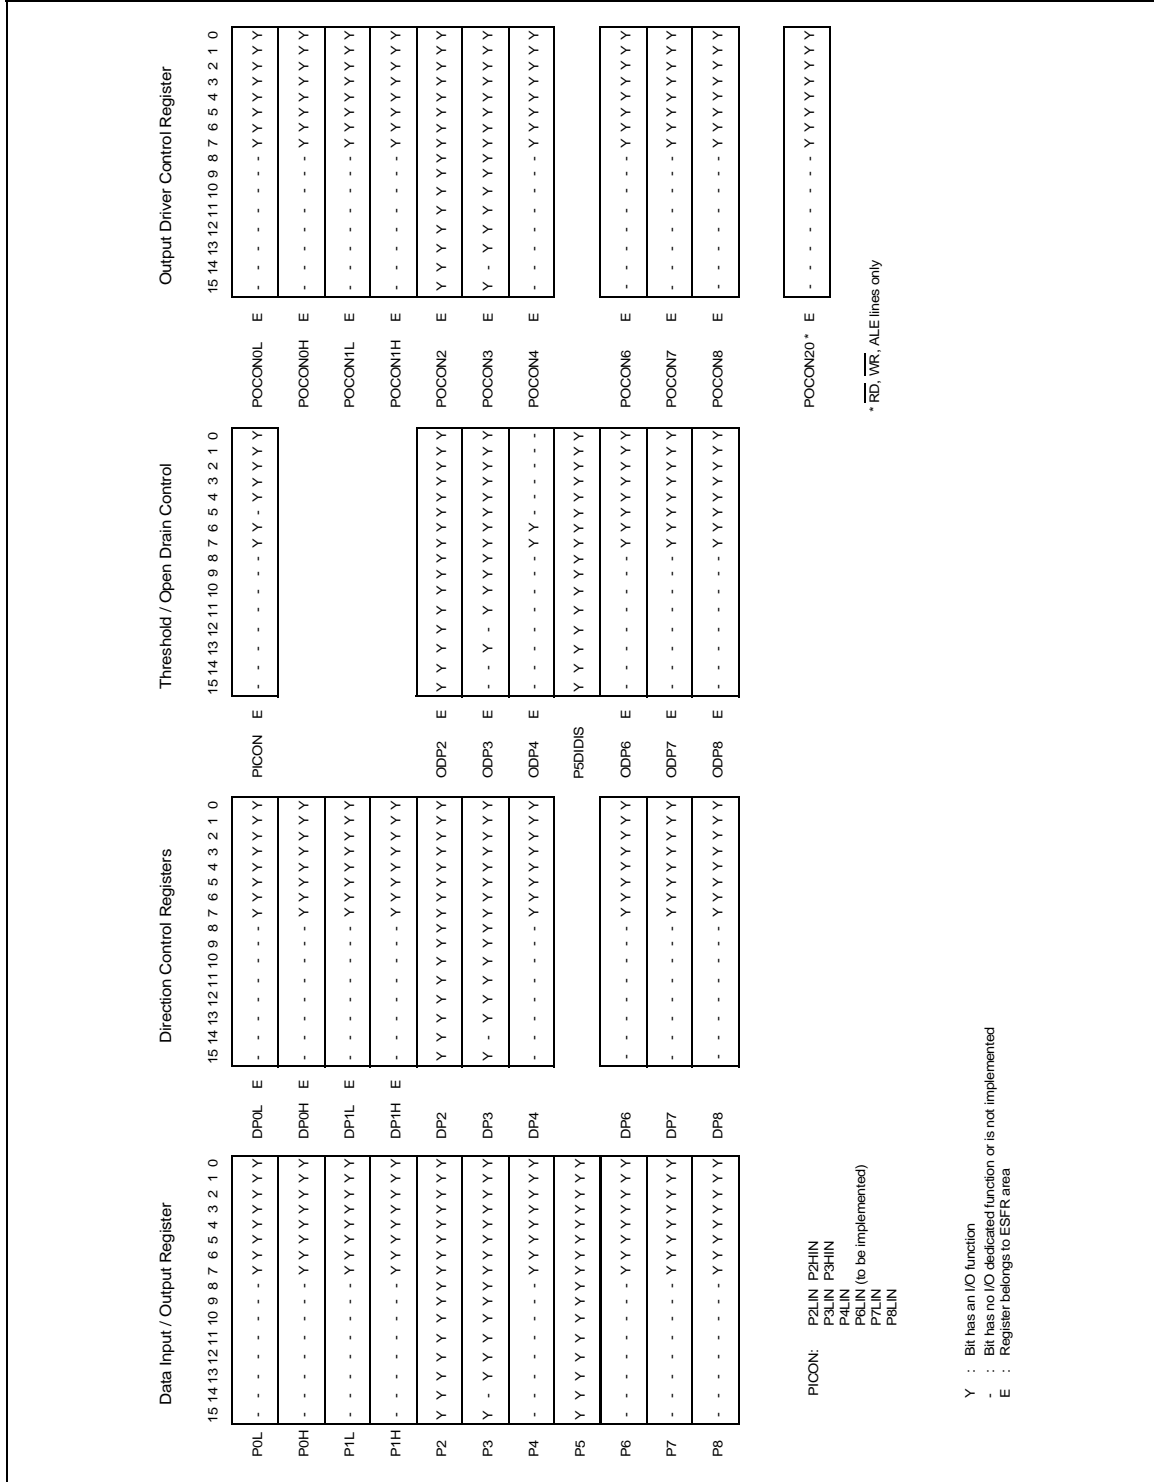 Data Input / Output Register Direction Control Registers Threshold / Open Drain Control Output Driver Control Register
15 14 13 12 11 10 9 8 7 6 5 4 3 2 1 0 15 14 13 12 11 10 9 8 7 6 5 4 3 2 1 0 15 14 13 12 11 10 9 8 7 6 5 4 3 2 1 0 15 14 13 12 11 10 9 8 7 6 5 4 3 2 1 0
P0L - - - - - - - - Y Y Y Y Y Y Y Y DP0L E - - - - - - - - Y Y Y Y Y Y Y Y PICON E - - - - - - - - Y Y - Y Y Y Y Y POCON0L E - - - - - - - - Y Y Y Y Y Y Y Y
P0H - - - - - - - - Y Y Y Y Y Y Y Y DP0H E - - - - - - - - Y Y Y Y Y Y Y Y POCON0H E - - - - - - - - Y Y Y Y Y Y Y Y
P1L - - - - - - - - Y Y Y Y Y Y Y Y DP1L E - - - - - - - - Y Y Y Y Y Y Y Y POCON1L E - - - - - - - - Y Y Y Y Y Y Y Y
P1H - - - - - - - - Y Y Y Y Y Y Y Y DP1H E - - - - - - - - Y Y Y Y Y Y Y Y POCON1H E - - - - - - - - Y Y Y Y Y Y Y Y
P2 Y Y Y Y Y Y Y Y Y Y Y Y Y Y Y Y DP2 Y Y Y Y Y Y Y Y Y Y Y Y Y Y Y Y ODP2 E Y Y Y Y Y Y Y Y Y Y Y Y Y Y Y Y POCON2 E Y Y Y Y Y Y Y Y Y Y Y Y Y Y Y Y
P3 Y - Y Y Y Y Y Y Y Y Y Y Y Y Y Y DP3 Y - Y Y Y Y Y Y Y Y Y Y Y Y Y Y ODP3 E - - Y - Y Y Y Y Y Y Y Y Y Y Y Y POCON3 E Y - Y Y Y Y Y Y Y Y Y Y Y Y Y Y
P4 - - - - - - - - Y Y Y Y Y Y Y Y DP4 - - - - - - - - Y Y Y Y Y Y Y Y ODP4 E - - - - - - - - Y Y - - - - - - POCON4 E - - - - - - - - Y Y Y Y Y Y Y Y
P5 Y Y Y Y Y Y Y Y Y Y Y Y Y Y Y Y P5DIDIS Y Y Y Y Y Y Y Y Y Y Y Y Y Y Y Y
P6 - - - - - - - - Y Y Y Y Y Y Y Y DP6 - - - - - - - - Y Y Y Y Y Y Y Y ODP6 E - - - - - - - - Y Y Y Y Y Y Y Y POCON6 E - - - - - - - - Y Y Y Y Y Y Y Y
P7 - - - - - - - - Y Y Y Y Y Y Y Y DP7 - - - - - - - - Y Y Y Y Y Y Y Y ODP7 E - - - - - - - - Y Y Y Y Y Y Y Y POCON7 E - - - - - - - - Y Y Y Y Y Y Y Y
P8 - - - - - - - - Y Y Y Y Y Y Y Y DP8 - - - - - - - - Y Y Y Y Y Y Y Y ODP8 E - - - - - - - - Y Y Y Y Y Y Y Y POCON8 E - - - - - - - - Y Y Y Y Y Y Y Y
POCON20 * E - - - - - - - - Y Y Y Y Y Y Y Y
* RD, WR, ALE lines only
PICON: P2LIN P2HIN
P3LIN P3HIN
P4LIN
P6LIN (to be implemented)
P7LIN
P8LIN
Y : Bit has an I/O function
- : Bit has no I/O dedicated function or is not implemented
E : Register belongs to ESFR area